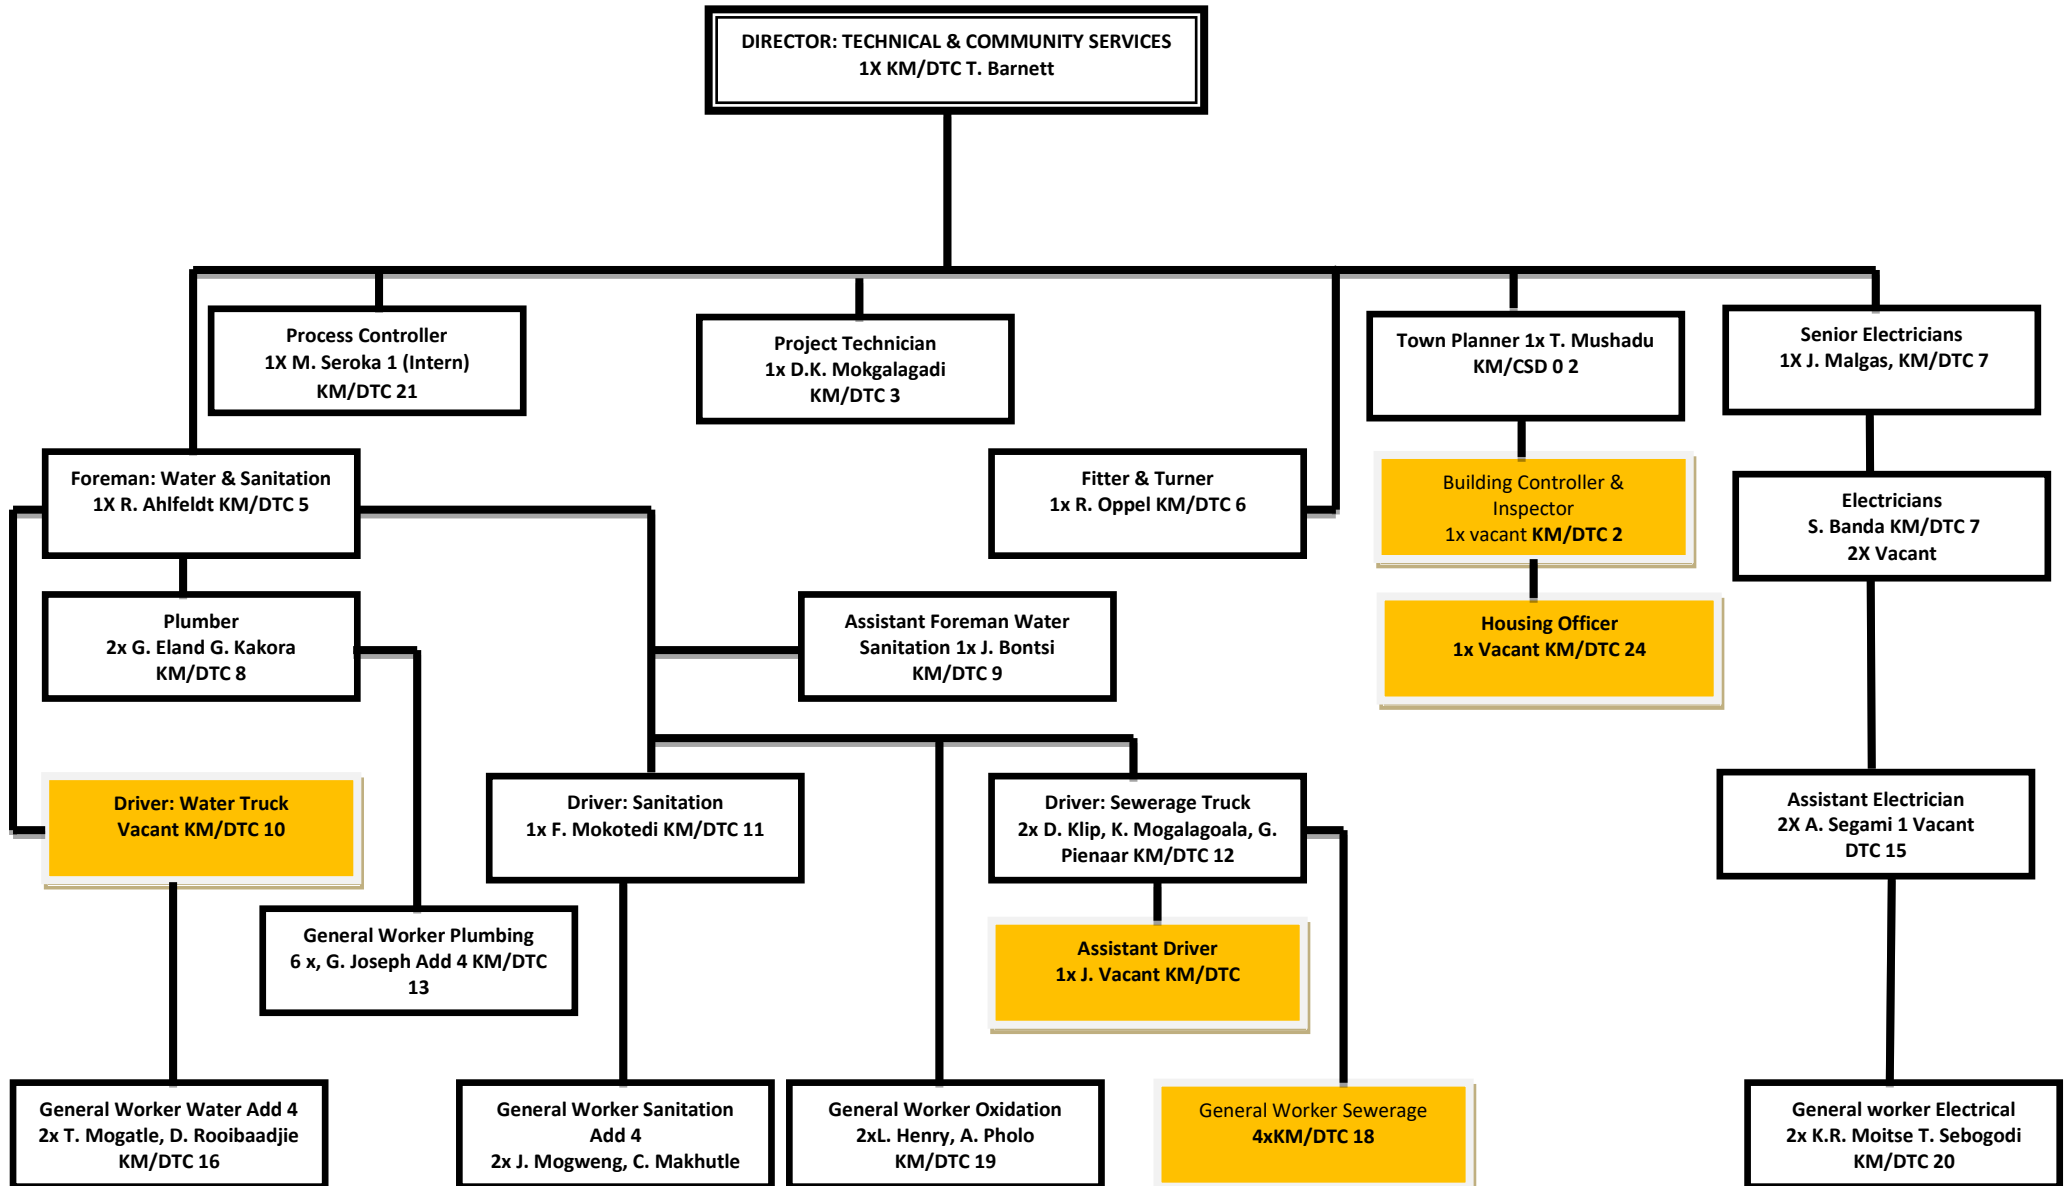 DIRECTOR: TECHNICAL & COMMUNITY SERVICES
1X KM/DTC T. Barnett
Process Controller
1X M. Seroka 1 (Intern)
KM/DTC 21
Project Technician
1x D.K. Mokgalagadi
KM/DTC 3
Town Planner 1x T. Mushadu
KM/CSD 0 2
Senior Electricians
1X J. Malgas, KM/DTC 7
Foreman: Water & Sanitation
1X R. Ahlfeldt KM/DTC 5
Fitter & Turner
1x R. Oppel KM/DTC 6
Building Controller &
Inspector
1x vacant KM/DTC 2
Electricians
S. Banda KM/DTC 7
2X Vacant
Plumber
2x G. Eland G. Kakora
KM/DTC 8
Assistant Foreman Water
Sanitation 1x J. Bontsi
KM/DTC 9
Housing Officer
1x Vacant KM/DTC 24
Driver: Water Truck
Vacant KM/DTC 10
Driver: Sanitation
1x F. Mokotedi KM/DTC 11
Driver: Sewerage Truck
2x D. Klip, K. Mogalagoala, G.
Pienaar KM/DTC 12
Assistant Electrician
2X A. Segami 1 Vacant
DTC 15
General Worker Plumbing
6 x, G. Joseph Add 4 KM/DTC
13
Assistant Driver
1x J. Vacant KM/DTC
General Worker Water Add 4
2x T. Mogatle, D. Rooibaadjie
KM/DTC 16
General Worker Sanitation
Add 4
2x J. Mogweng, C. Makhutle
General Worker Oxidation
2xL. Henry, A. Pholo
KM/DTC 19
General Worker Sewerage
4xKM/DTC 18
General worker Electrical
2x K.R. Moitse T. Sebogodi
KM/DTC 20